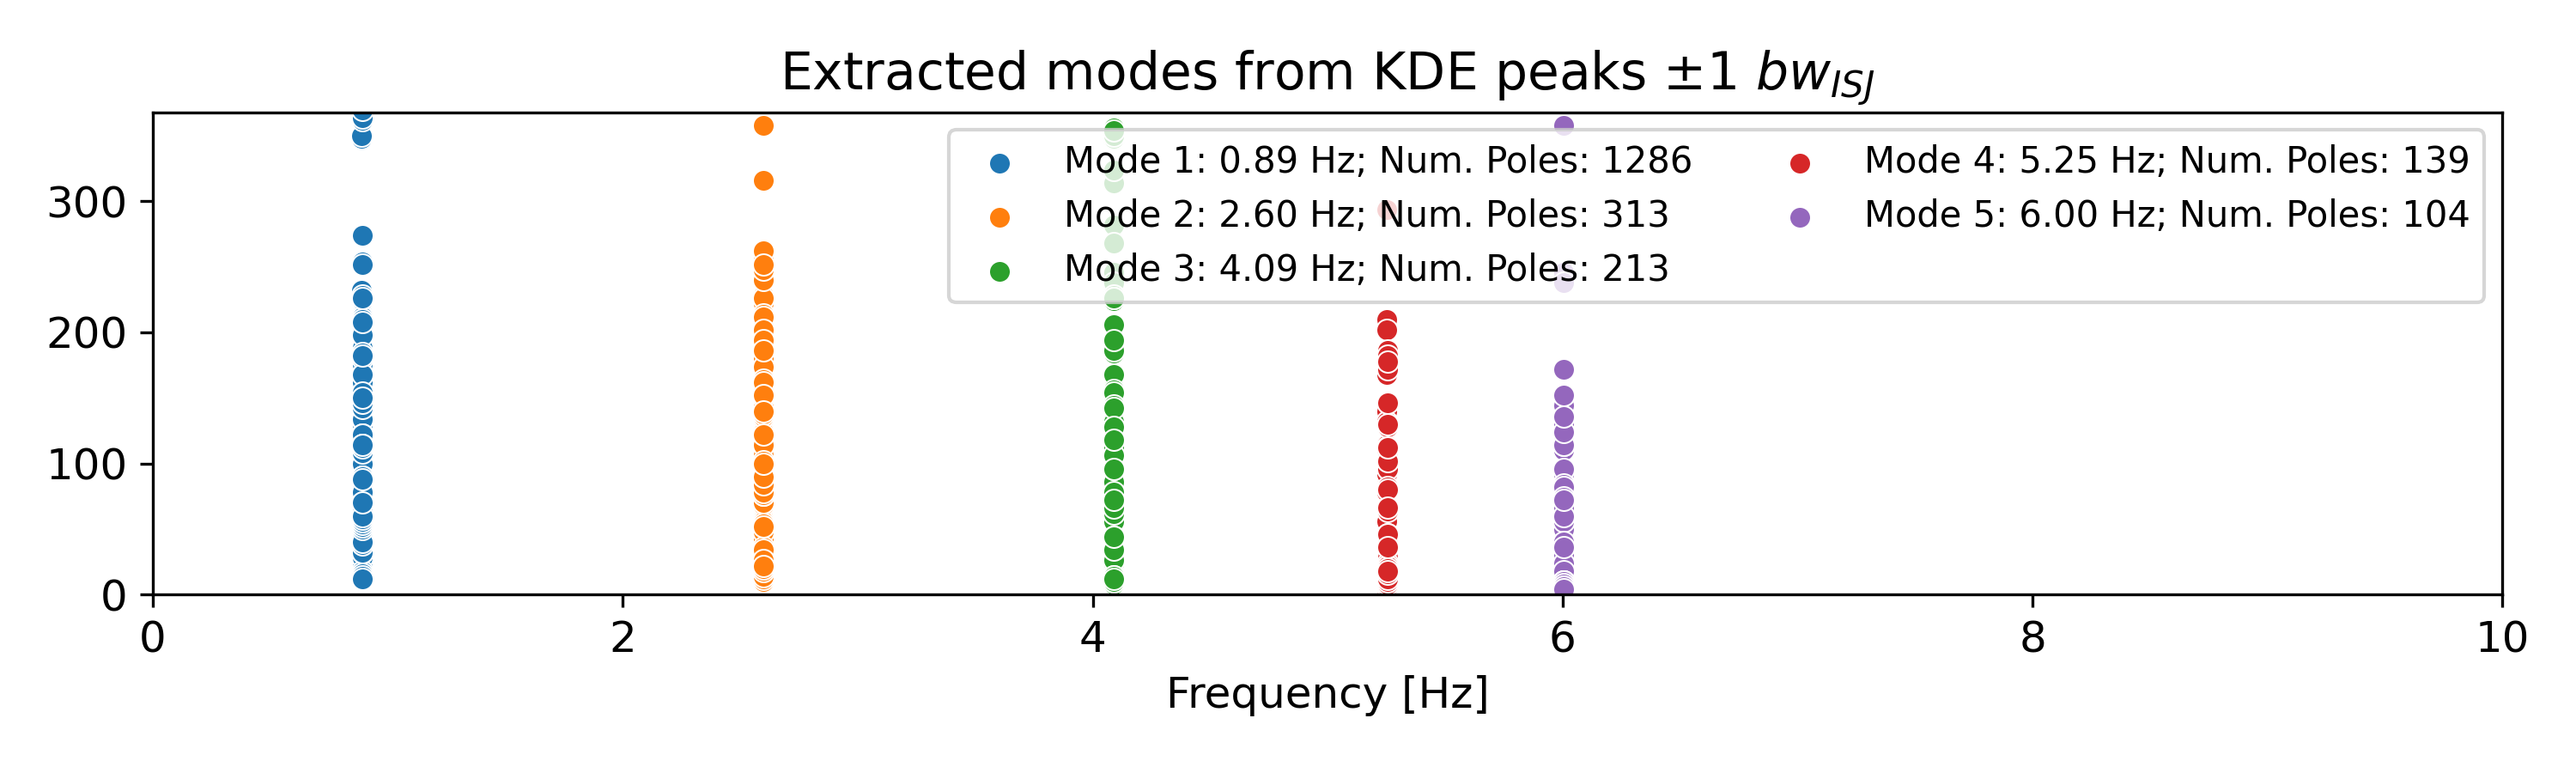 Extracted modes from KDE peaks ±1 bw_ISJ
300
200
100
0
Mode 1: 0.89 Hz; Num. Poles: 1286
Mode 2: 2.60 Hz; Num. Poles: 313
Mode 3: 4.09 Hz; Num. Poles: 213
Mode 4: 5.25 Hz; Num. Poles: 139
Mode 5: 6.00 Hz; Num. Poles: 104
0 2 4 6 8 10
Frequency [Hz]